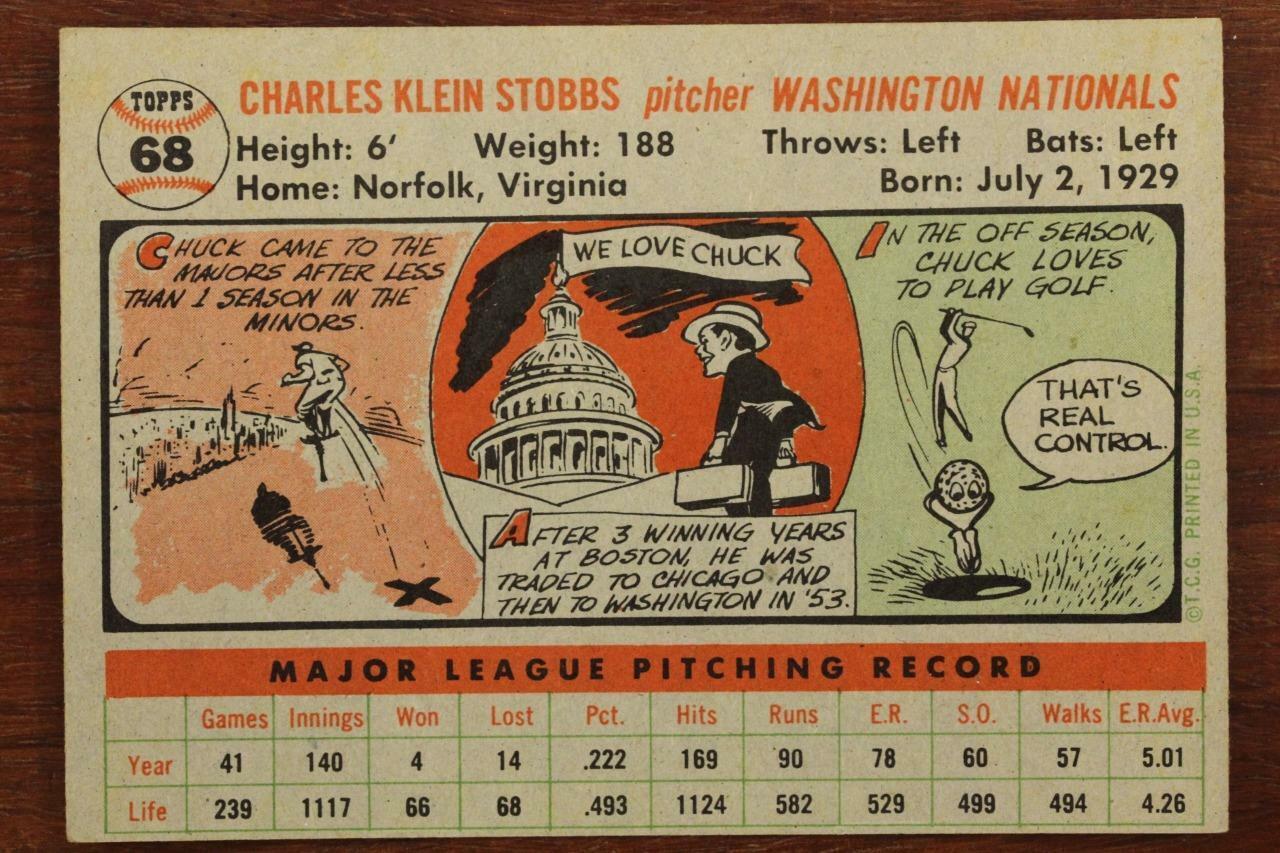 TOPPS
68
CHARLES KLEIN STOBBS pitcher WASHINGTON NATIONALS
Height: 6' Weight: 188 Throws: Left Bats: Left
Home: Norfolk, Virginia Born: July 2, 1929
CHUCK CAME TO THE
MAJORS AFTER LESS
THAN 1 SEASON IN THE
MINORS.
WE LOVE CHUCK
AFTER 3 WINNING YEARS
AT BOSTON, HE WAS
TRADED TO CHICAGO AND
THEN TO WASHINGTON IN '53.
IN THE OFF SEASON,
CHUCK LOVES
TO PLAY GOLF.
THAT'S
REAL
CONTROL.
©T.C.G. PRINTED IN U.S.A.
MAJOR LEAGUE PITCHING RECORD
Games Innings Won Lost Pct. Hits Runs E.R. S.O. Walks E.R.Avg.
Year 41 140 4 14 .222 169 90 78 60 57 5.01
Life 239 1117 66 68 .493 1124 582 529 499 494 4.26